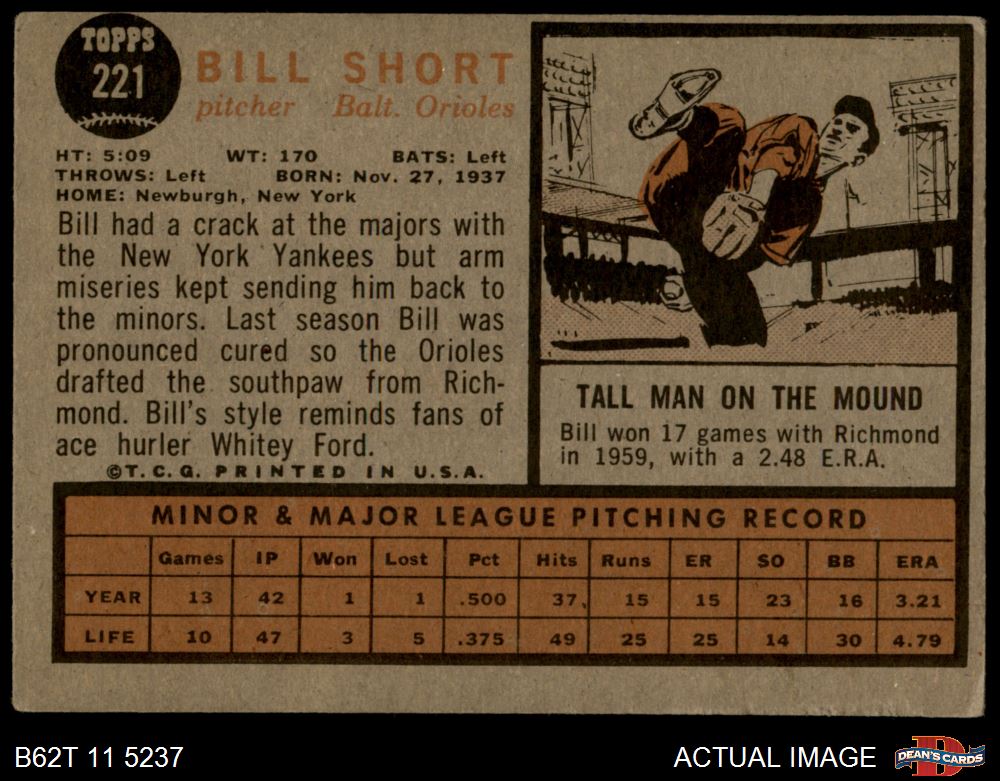 TOPPS
221
BILL SHORT
pitcher Balt. Orioles
HT: 5:09 WT: 170 BATS: Left
THROWS: Left BORN: Nov. 27, 1937
HOME: Newburgh, New York
Bill had a crack at the majors with
the New York Yankees but arm
miseries kept sending him back to
the minors. Last season Bill was
pronounced cured so the Orioles
drafted the southpaw from Rich-
mond. Bill's style reminds fans of
ace hurler Whitey Ford.
©T.C.G. PRINTED IN U.S.A.
TALL MAN ON THE MOUND
Bill won 17 games with Richmond
in 1959, with a 2.48 E.R.A.
MINOR & MAJOR LEAGUE PITCHING RECORD
Games IP Won Lost Pct Hits Runs ER SO BB ERA
YEAR 13 42 1 1 .500 37 15 15 23 16 3.21
LIFE 10 47 3 5 .375 49 25 25 14 30 4.79
B62T 11 5237
ACTUAL IMAGE
D
DEAN'S CARDS